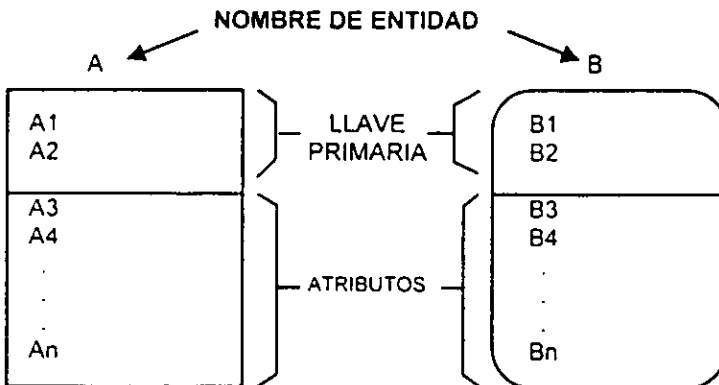 NOMBRE DE ENTIDAD
A
B
A1
A2
LLAVE
PRIMARIA
B1
B2
A3
A4
.
.
.
An
ATRIBUTOS
B3
B4
.
.
.
Bn